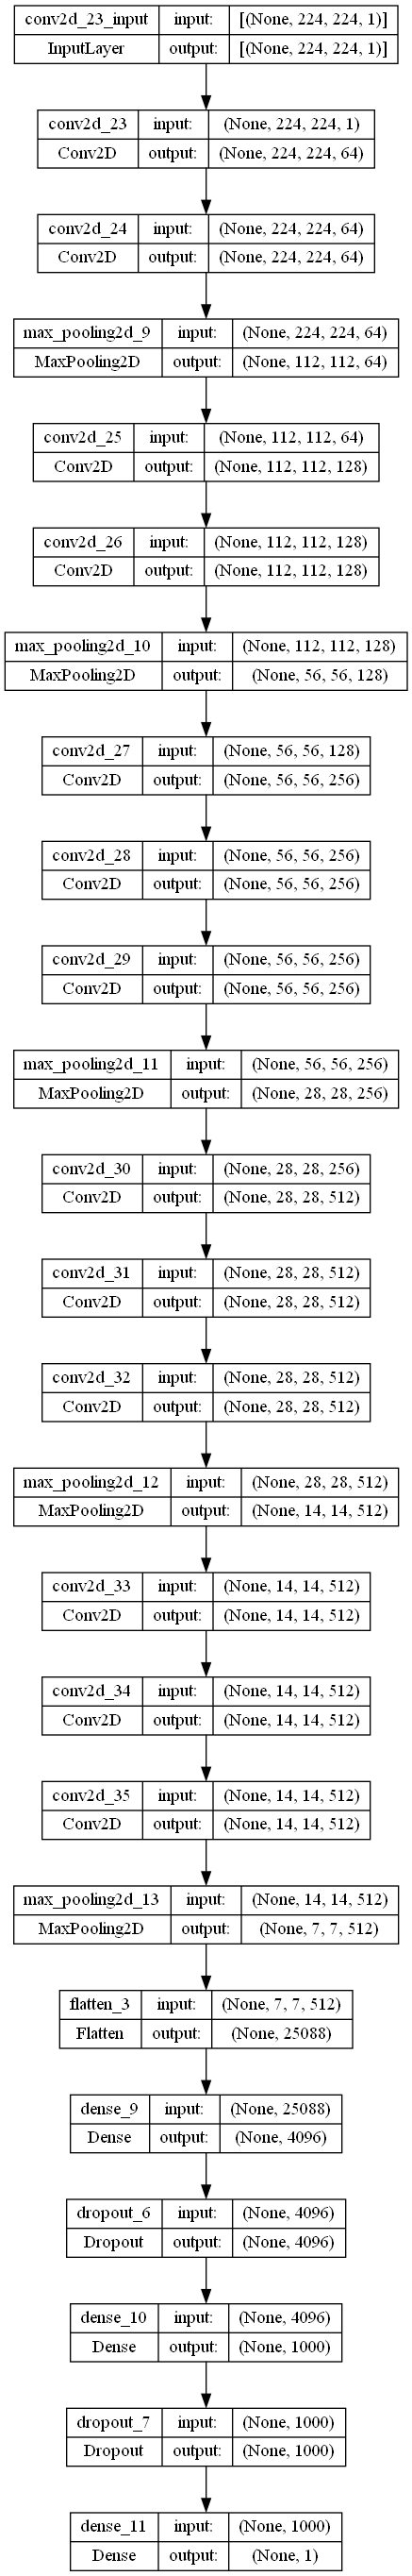 conv2d_23_input input: [(None, 224, 224, 1)]
InputLayer output: [(None, 224, 224, 1)]
conv2d_23 input: (None, 224, 224, 1)
Conv2D output: (None, 224, 224, 64)
conv2d_24 input: (None, 224, 224, 64)
Conv2D output: (None, 224, 224, 64)
max_pooling2d_9 input: (None, 224, 224, 64)
MaxPooling2D output: (None, 112, 112, 64)
conv2d_25 input: (None, 112, 112, 64)
Conv2D output: (None, 112, 112, 128)
conv2d_26 input: (None, 112, 112, 128)
Conv2D output: (None, 112, 112, 128)
max_pooling2d_10 input: (None, 112, 112, 128)
MaxPooling2D output: (None, 56, 56, 128)
conv2d_27 input: (None, 56, 56, 128)
Conv2D output: (None, 56, 56, 256)
conv2d_28 input: (None, 56, 56, 256)
Conv2D output: (None, 56, 56, 256)
conv2d_29 input: (None, 56, 56, 256)
Conv2D output: (None, 56, 56, 256)
max_pooling2d_11 input: (None, 56, 56, 256)
MaxPooling2D output: (None, 28, 28, 256)
conv2d_30 input: (None, 28, 28, 256)
Conv2D output: (None, 28, 28, 512)
conv2d_31 input: (None, 28, 28, 512)
Conv2D output: (None, 28, 28, 512)
conv2d_32 input: (None, 28, 28, 512)
Conv2D output: (None, 28, 28, 512)
max_pooling2d_12 input: (None, 28, 28, 512)
MaxPooling2D output: (None, 14, 14, 512)
conv2d_33 input: (None, 14, 14, 512)
Conv2D output: (None, 14, 14, 512)
conv2d_34 input: (None, 14, 14, 512)
Conv2D output: (None, 14, 14, 512)
conv2d_35 input: (None, 14, 14, 512)
Conv2D output: (None, 14, 14, 512)
max_pooling2d_13 input: (None, 14, 14, 512)
MaxPooling2D output: (None, 7, 7, 512)
flatten_3 input: (None, 7, 7, 512)
Flatten output: (None, 25088)
dense_9 input: (None, 25088)
Dense output: (None, 4096)
dropout_6 input: (None, 4096)
Dropout output: (None, 4096)
dense_10 input: (None, 4096)
Dense output: (None, 1000)
dropout_7 input: (None, 1000)
Dropout output: (None, 1000)
dense_11 input: (None, 1000)
Dense output: (None, 1)